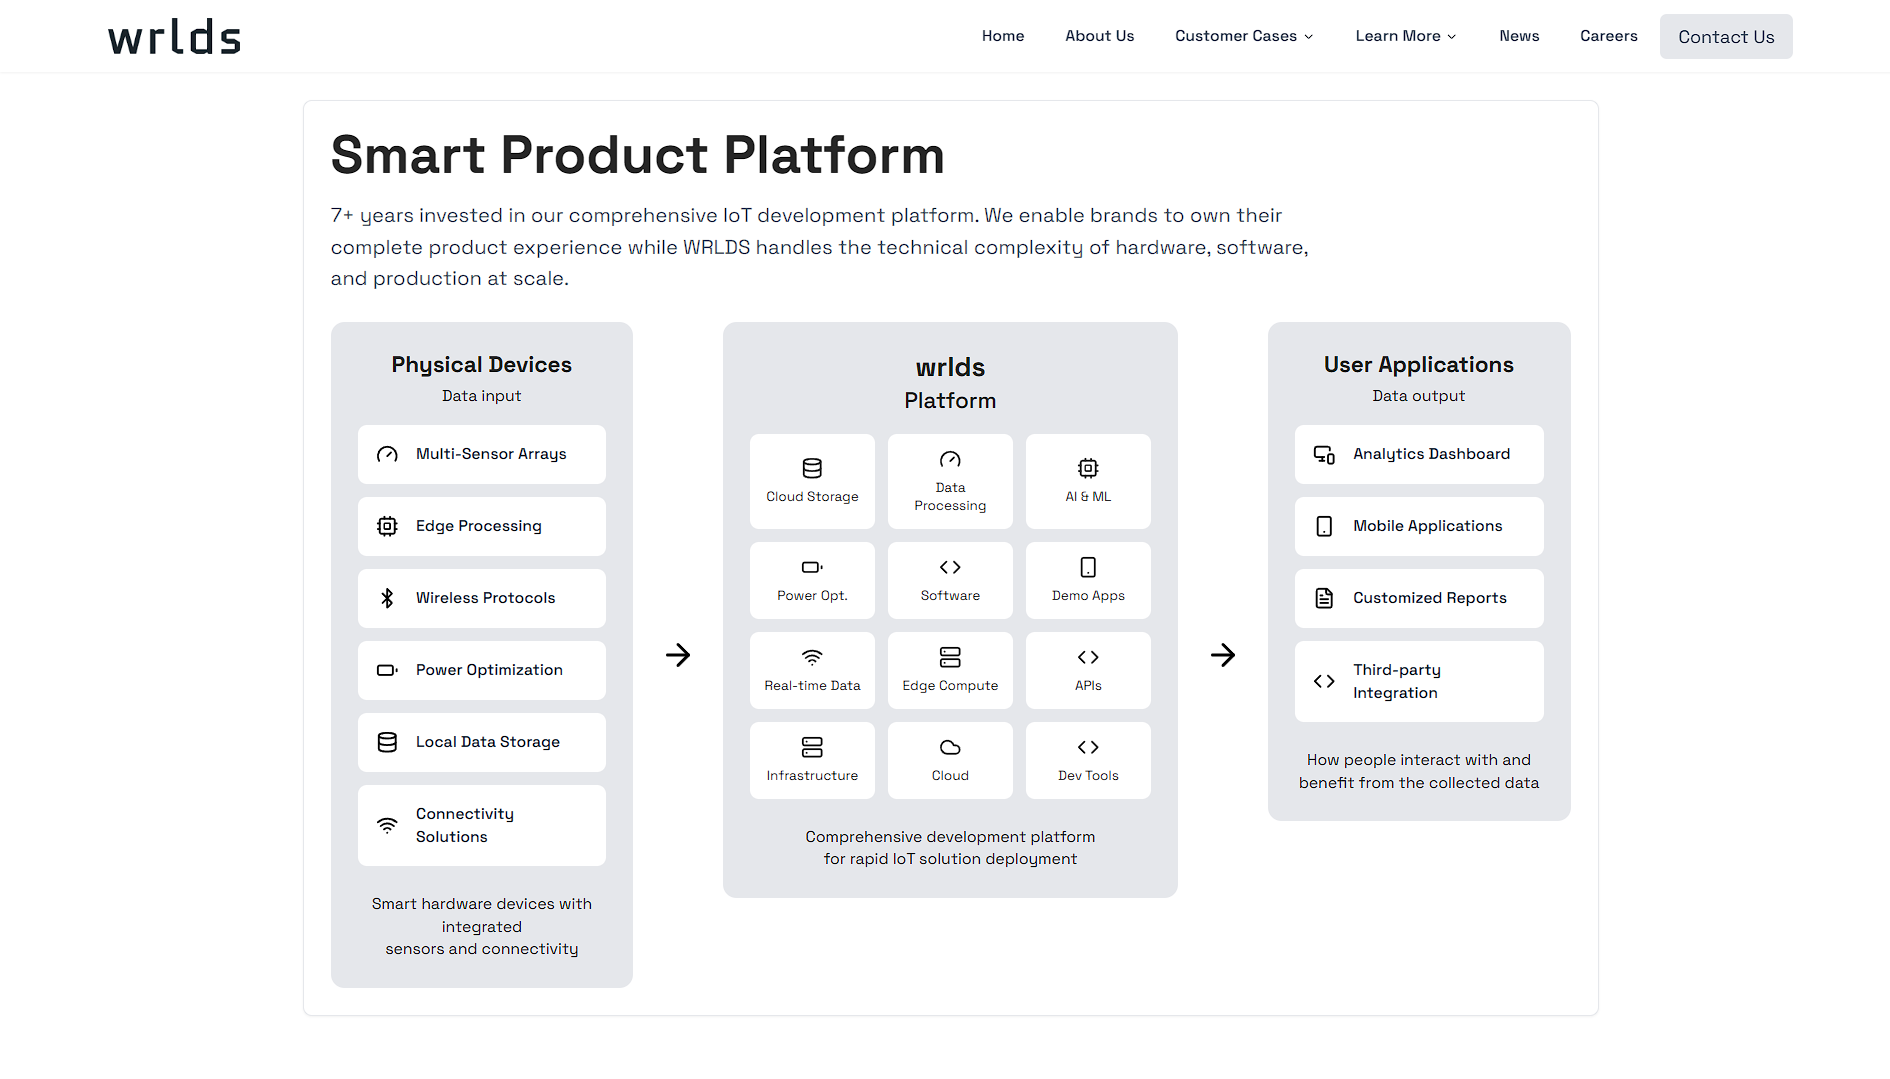 wrlds
Home
About Us
Customer Cases
Learn More
News
Careers
Contact Us
Smart Product Platform
7+ years invested in our comprehensive IoT development platform. We enable brands to own their
complete product experience while WRLDS handles the technical complexity of hardware, software,
and production at scale.
Physical Devices
Data input
Multi-Sensor Arrays
Edge Processing
Wireless Protocols
Power Optimization
Local Data Storage
Connectivity
Solutions
Smart hardware devices with
integrated
sensors and connectivity
wrlds
Platform
Cloud Storage
Data
Processing
AI & ML
Power Opt.
Software
Demo Apps
Real-time Data
Edge Compute
APIs
Infrastructure
Cloud
Dev Tools
Comprehensive development platform
for rapid IoT solution deployment
User Applications
Data output
Analytics Dashboard
Mobile Applications
Customized Reports
Third-party
Integration
How people interact with and
benefit from the collected data